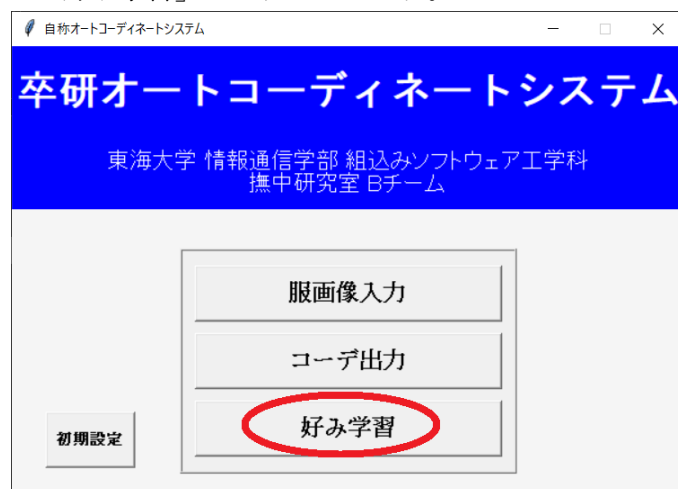 自称オートコーディネートシステム
卒研オートコーディネートシステム
東海大学 情報通信学部 組込みソフトウェア工学科
撫中研究室 Bチーム
服画像入力
コーデ出力
好み学習
初期設定